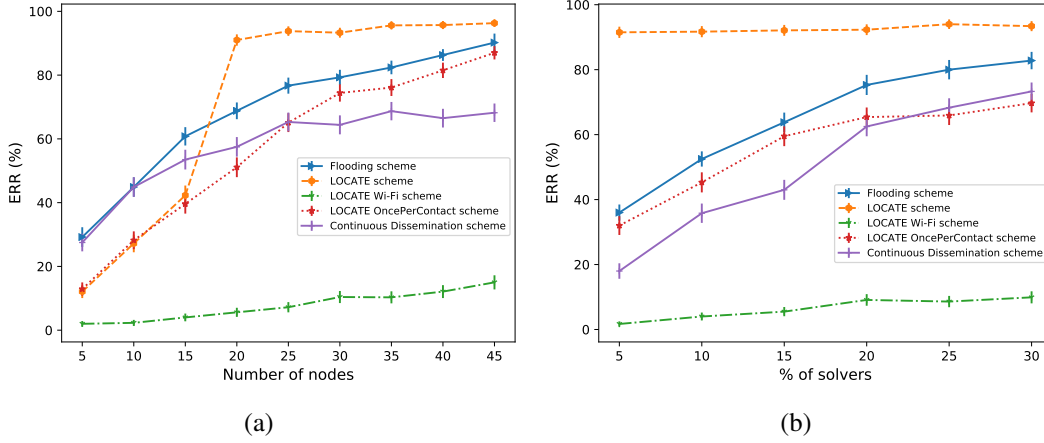 100
80
60
40
20
0
ERR (%)
5 10 15 20 25 30 35 40 45
Number of nodes
Flooding scheme
LOCATE scheme
LOCATE Wi-Fi scheme
LOCATE OncePerContact scheme
Continuous Dissemination scheme
(a)
100
80
60
40
20
0
ERR (%)
5 10 15 20 25 30
% of solvers
Flooding scheme
LOCATE scheme
LOCATE Wi-Fi scheme
LOCATE OncePerContact scheme
Continuous Dissemination scheme
(b)